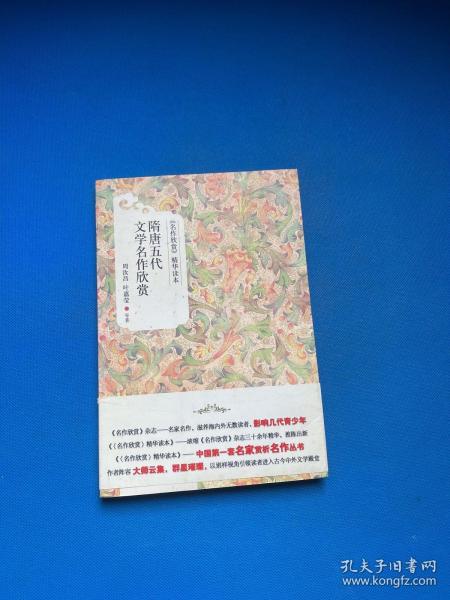 《名作欣赏》精华读本
隋唐五代
文学名作欣赏
周汝昌 叶嘉莹 等著
《名作欣赏》杂志——名家名作，滋养海内外无数读者，影响几代青少年
《〈名作欣赏〉精华读本》——浓缩《名作欣赏》杂志三十余年精华，推陈出新
《〈名作欣赏〉精华读本》——中国第一套名家赏析名作丛书
作者阵容大师云集，群星璀璨，以别样视角引领读者进入古今中外文学殿堂
孔夫子旧书网
www.kongfz.com